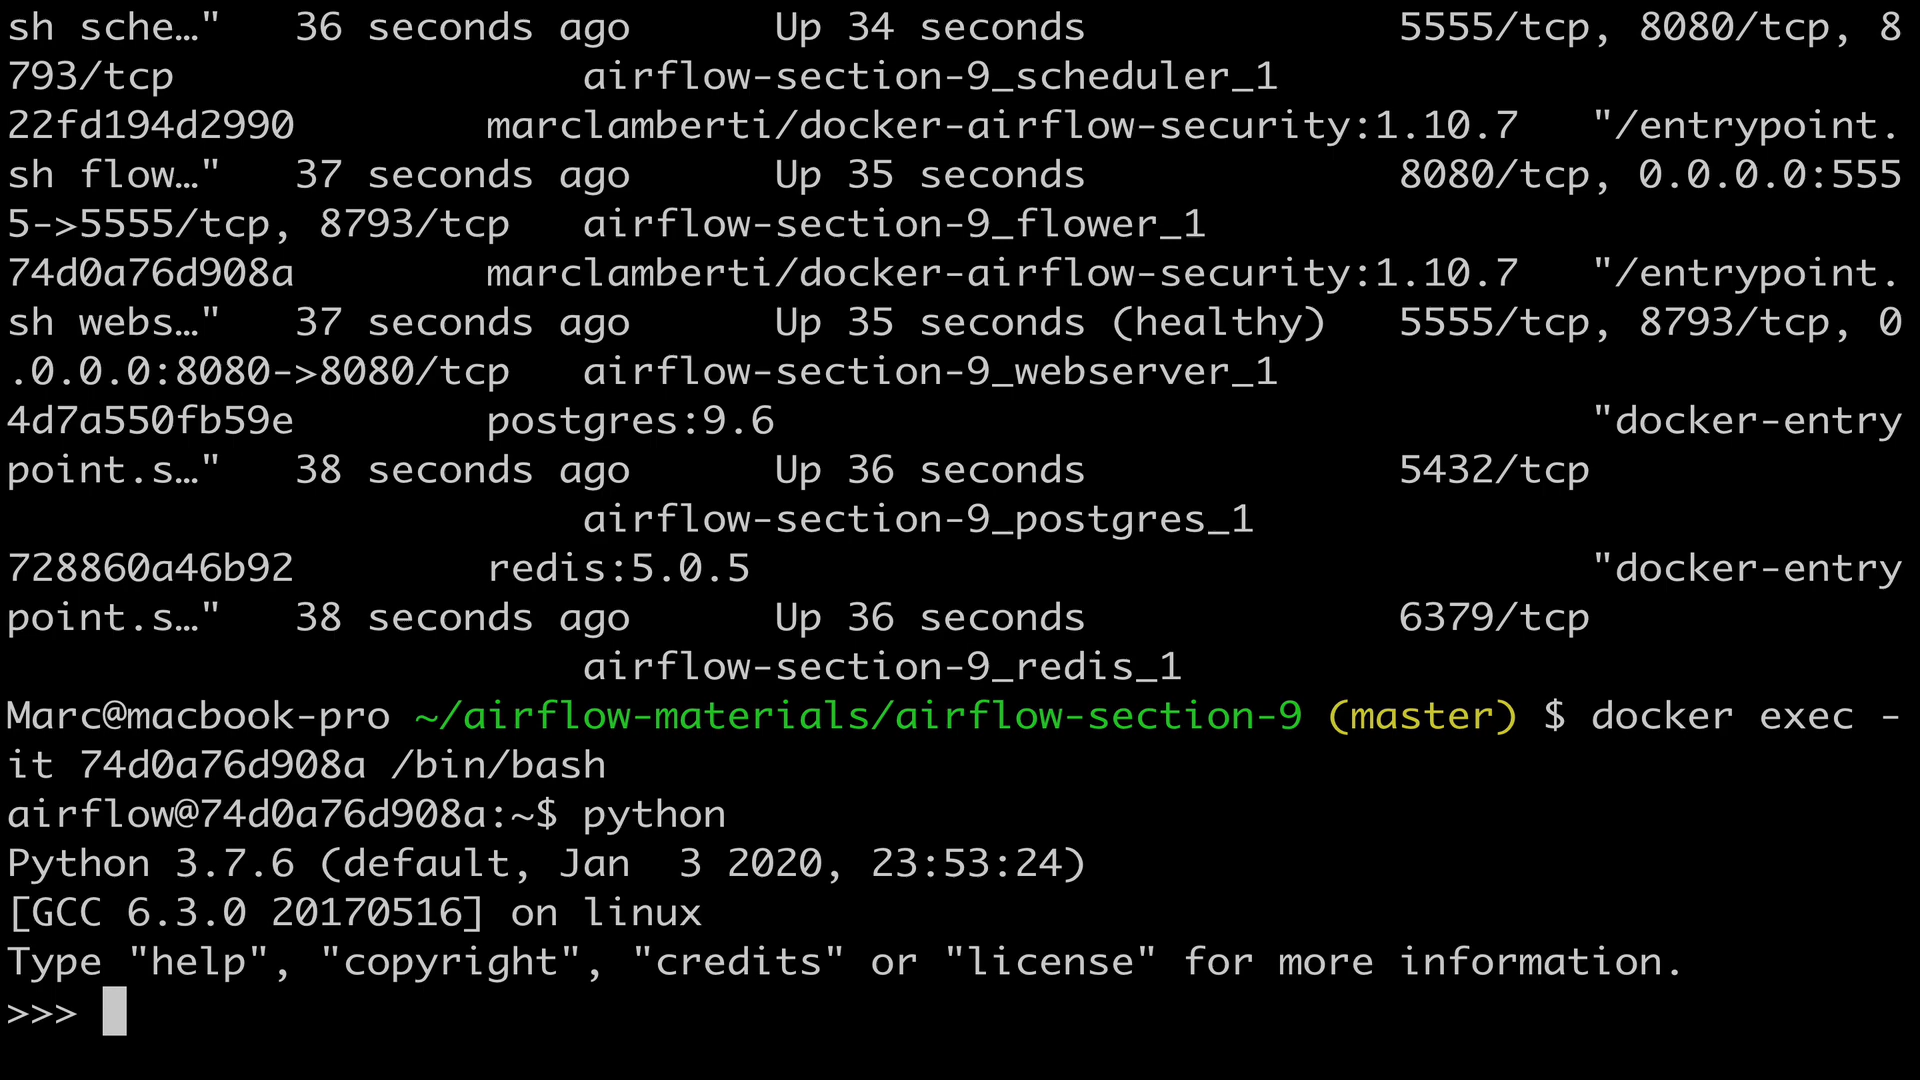 sh sche…"   36 seconds ago      Up 34 seconds             5555/tcp, 8080/tcp, 8
793/tcp                 airflow-section-9_scheduler_1
22fd194d2990        marclamberti/docker-airflow-security:1.10.7   "/entrypoint.
sh flow…"   37 seconds ago      Up 35 seconds             8080/tcp, 0.0.0.0:555
5->5555/tcp, 8793/tcp   airflow-section-9_flower_1
74d0a76d908a        marclamberti/docker-airflow-security:1.10.7   "/entrypoint.
sh webs…"   37 seconds ago      Up 35 seconds (healthy)   5555/tcp, 8793/tcp, 0
.0.0.0:8080->8080/tcp   airflow-section-9_webserver_1
4d7a550fb59e        postgres:9.6                                  "docker-entry
point.s…"   38 seconds ago      Up 36 seconds             5432/tcp
                        airflow-section-9_postgres_1
728860a46b92        redis:5.0.5                                   "docker-entry
point.s…"   38 seconds ago      Up 36 seconds             6379/tcp
                        airflow-section-9_redis_1
Marc@macbook-pro ~/airflow-materials/airflow-section-9 (master) $ docker exec -
it 74d0a76d908a /bin/bash
airflow@74d0a76d908a:~$ python
Python 3.7.6 (default, Jan  3 2020, 23:53:24)
[GCC 6.3.0 20170516] on linux
Type "help", "copyright", "credits" or "license" for more information.
>>>